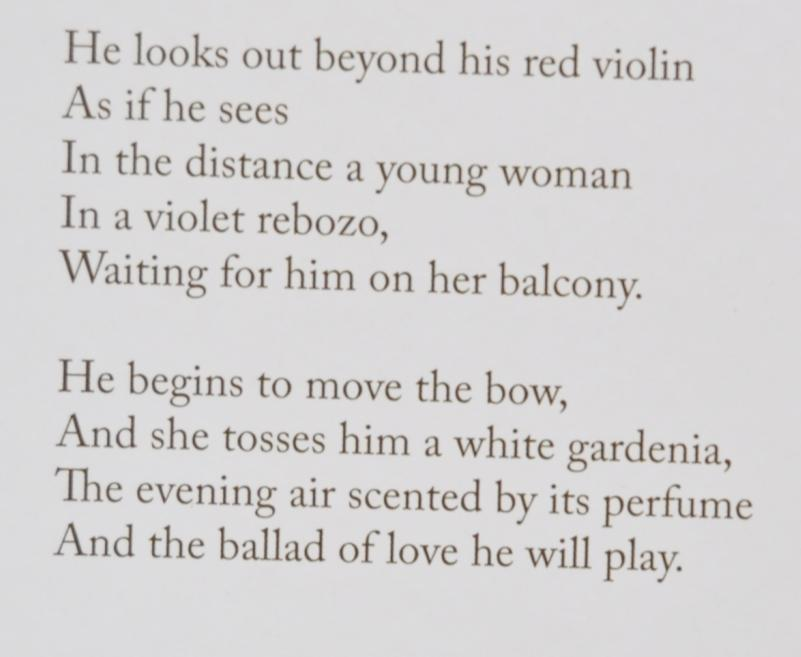 He looks out beyond his red violin
As if he sees
In the distance a young woman
In a violet rebozo,
Waiting for him on her balcony.
He begins to move the bow,
And she tosses him a white gardenia,
The evening air scented by its perfume
And the ballad of love he will play.